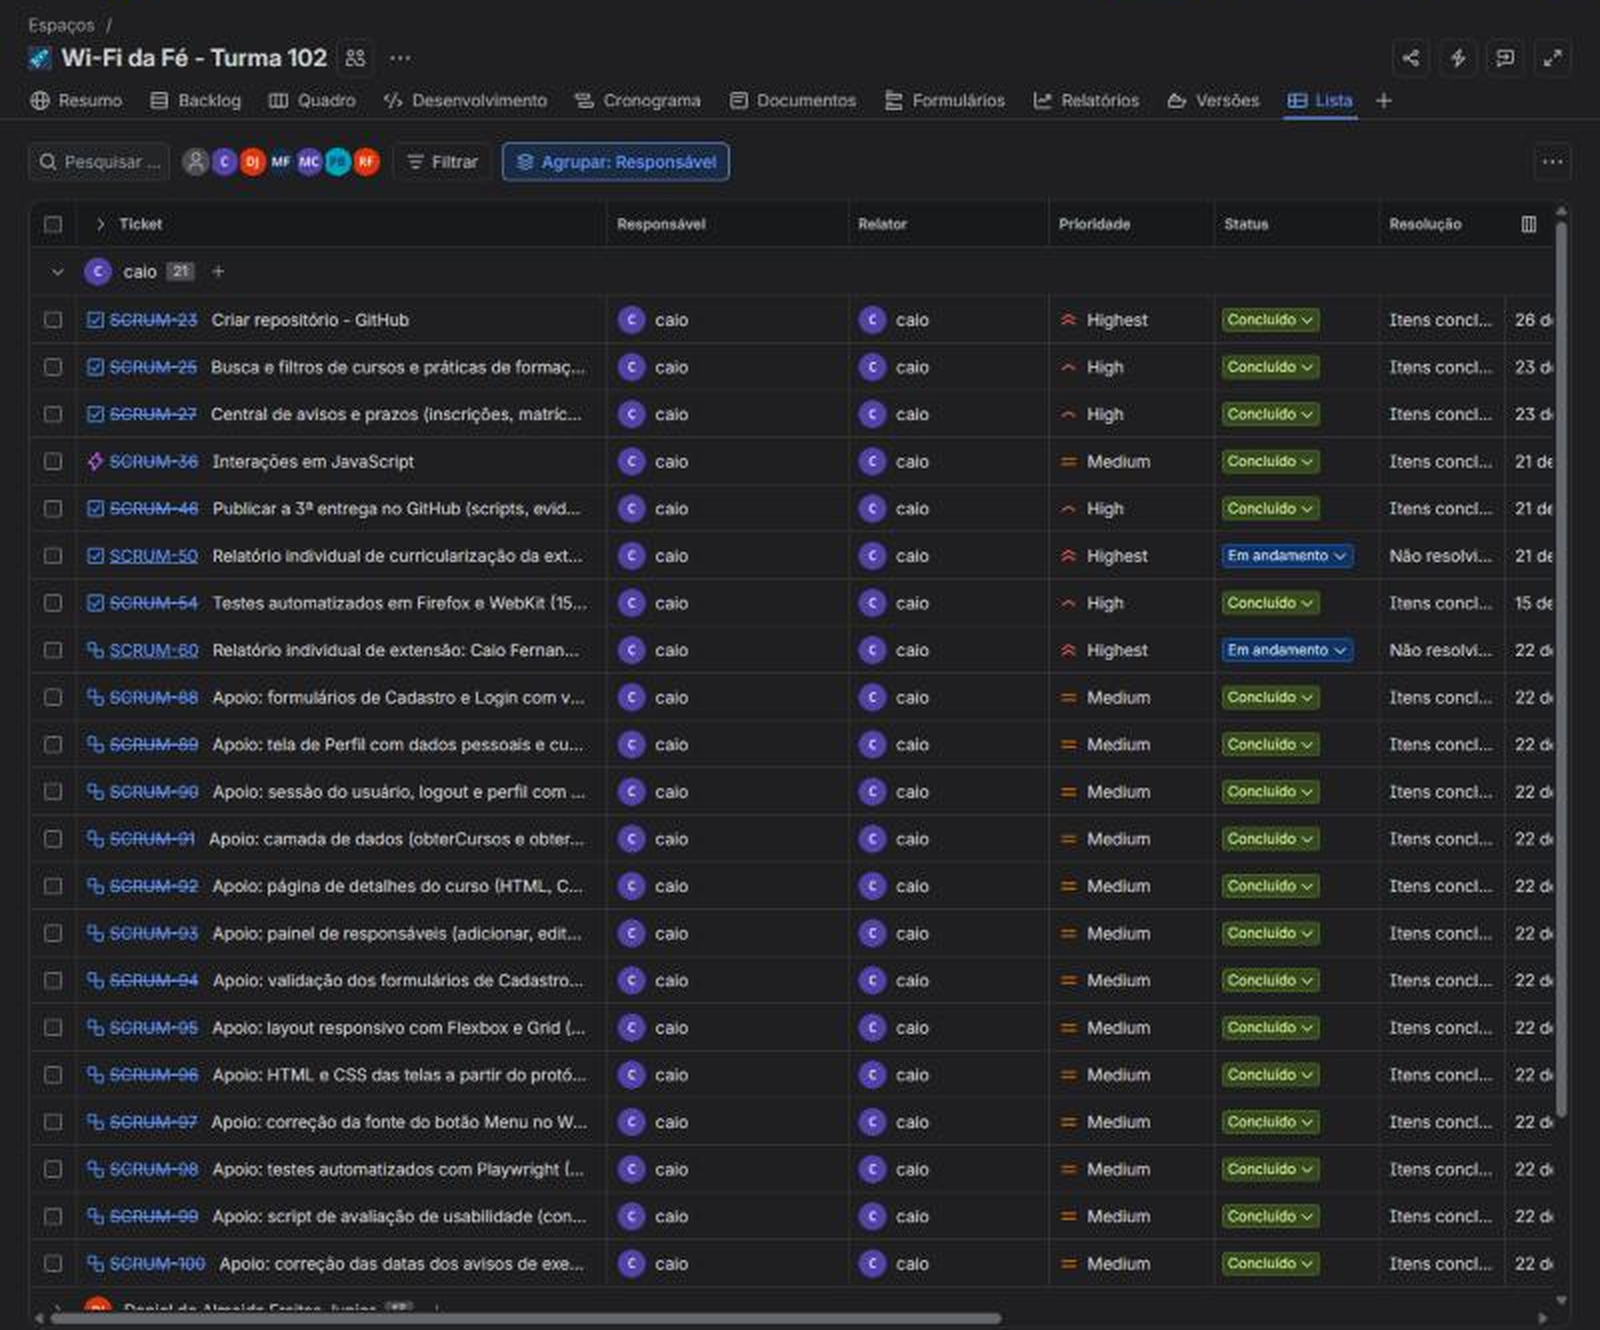 Espaços /
Wi-Fi da Fé - Turma 102 ...
Resumo Backlog Quadro Desenvolvimento Cronograma Documentos Formulários Relatórios Versões Lista +
Pesquisar ... C DJ MF MC RF Filtrar Agrupar: Responsável ...
Ticket Responsável Relator Prioridade Status Resolução
C caio 21 +
SCRUM-23 Criar repositório - GitHub C caio C caio Highest Concluído Itens concl... 26 d
SCRUM-25 Busca e filtros de cursos e práticas de formaç... C caio C caio High Concluído Itens concl... 23 d
SCRUM-27 Central de avisos e prazos (inscrições, matríc... C caio C caio High Concluído Itens concl... 23 d
SCRUM-36 Interações em JavaScript C caio C caio Medium Concluído Itens concl... 21 de
SCRUM-46 Publicar a 3ª entrega no GitHub (scripts, evid... C caio C caio High Concluído Itens concl... 21 de
SCRUM-50 Relatório individual de curricularização da ext... C caio C caio Highest Em andamento Não resolvi... 21 de
SCRUM-54 Testes automatizados em Firefox e WebKit (15... C caio C caio High Concluído Itens concl... 15 de
SCRUM-60 Relatório individual de extensão: Caio Fernan... C caio C caio Highest Em andamento Não resolvi... 22 d
SCRUM-88 Apoio: formulários de Cadastro e Login com v... C caio C caio Medium Concluído Itens concl... 22 d
SCRUM-89 Apoio: tela de Perfil com dados pessoais e cu... C caio C caio Medium Concluído Itens concl... 22 d
SCRUM-90 Apoio: sessão do usuário, logout e perfil com ... C caio C caio Medium Concluído Itens concl... 22 d
SCRUM-91 Apoio: camada de dados (obterCursos e obter... C caio C caio Medium Concluído Itens concl... 22 d
SCRUM-92 Apoio: página de detalhes do curso (HTML, C... C caio C caio Medium Concluído Itens concl... 22 d
SCRUM-93 Apoio: painel de responsáveis (adicionar, edit... C caio C caio Medium Concluído Itens concl... 22 d
SCRUM-94 Apoio: validação dos formulários de Cadastro... C caio C caio Medium Concluído Itens concl... 22 d
SCRUM-95 Apoio: layout responsivo com Flexbox e Grid (... C caio C caio Medium Concluído Itens concl... 22 d
SCRUM-96 Apoio: HTML e CSS das telas a partir do protó... C caio C caio Medium Concluído Itens concl... 22 d
SCRUM-97 Apoio: correção da fonte do botão Menu no W... C caio C caio Medium Concluído Itens concl... 22 d
SCRUM-98 Apoio: testes automatizados com Playwright (... C caio C caio Medium Concluído Itens concl... 22 d
SCRUM-99 Apoio: script de avaliação de usabilidade (con... C caio C caio Medium Concluído Itens concl... 22 d
SCRUM-100 Apoio: correção das datas dos avisos de exe... C caio C caio Medium Concluído Itens concl... 22 d
DJ Daniel de Almeida Freitas Junior